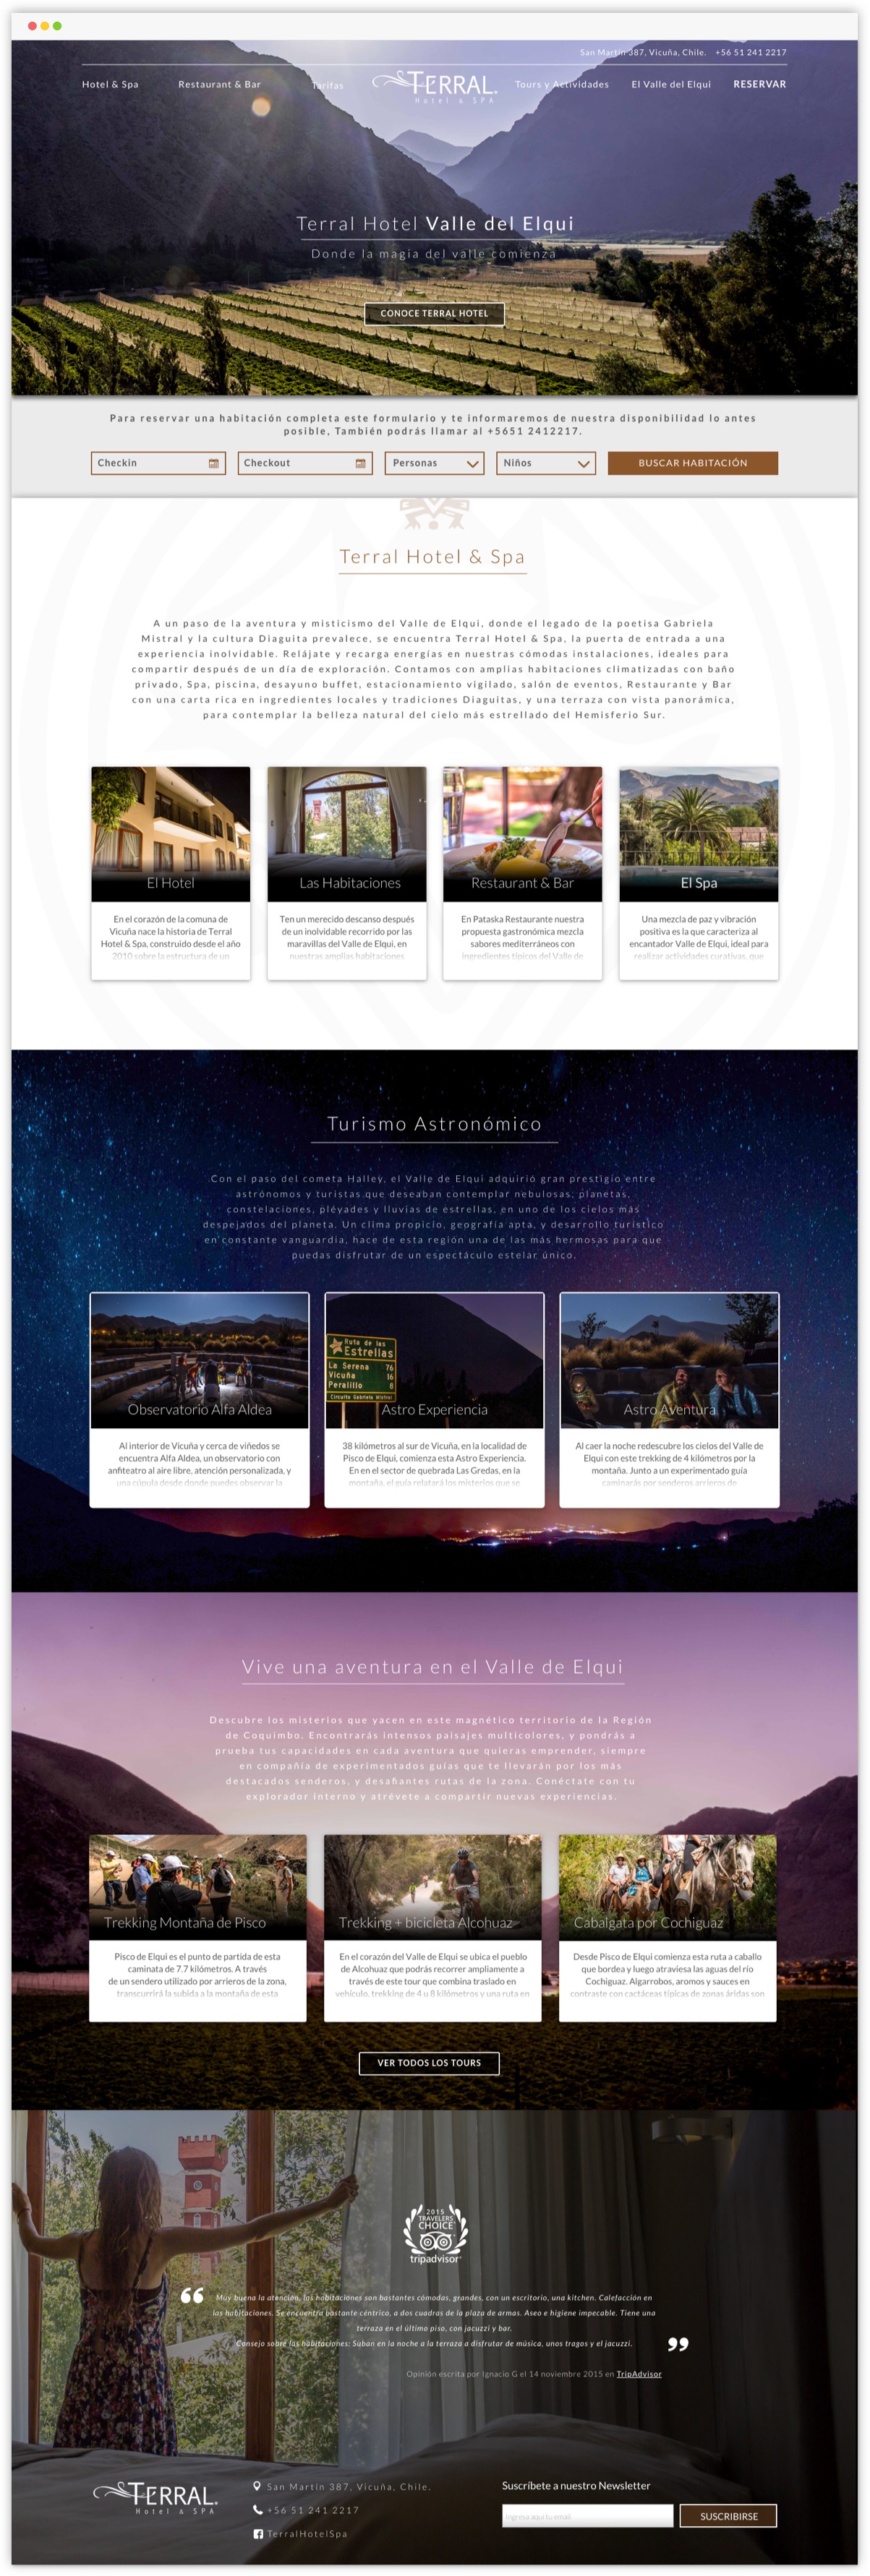 San Martín 387, Vicuña, Chile. +56 51 241 2217
Hotel & Spa Restaurant & Bar Tarifas TERRAL. Tours y Actividades El Valle del Elqui RESERVAR
Hotel & SPA
Terral Hotel Valle del Elqui
Donde la magia del valle comienza
CONOCE TERRAL HOTEL
Para reservar una habitación completa este formulario y te informaremos de nuestra disponibilidad lo antes
posible, También podrás llamar al +5651 2412217.
Checkin Checkout Personas Niños BUSCAR HABITACIÓN
Terral Hotel & Spa
A un paso de la aventura y misticismo del Valle de Elqui, donde el legado de la poetisa Gabriela
Mistral y la cultura Diaguita prevalece, se encuentra Terral Hotel & Spa, la puerta de entrada a una
experiencia inolvidable. Relájate y recarga energías en nuestras cómodas instalaciones, ideales para
compartir después de un día de exploración. Contamos con amplias habitaciones climatizadas con baño
privado, Spa, piscina, desayuno buffet, estacionamiento vigilado, salón de eventos, Restaurante y Bar
con una carta rica en ingredientes locales y tradiciones Diaguitas, y una terraza con vista panorámica,
para contemplar la belleza natural del cielo más estrellado del Hemisferio Sur.
El Hotel
En el corazón de la comuna de
Vicuña nace la historia de Terral
Hotel & Spa, construido desde el año
2010 sobre la estructura de un
Las Habitaciones
Ten un merecido descanso después
de un inolvidable recorrido por las
maravillas del Valle de Elqui, en
nuestras amplias habitaciones
Restaurant & Bar
En Pataska Restaurante nuestra
propuesta gastronómica mezcla
sabores mediterráneos con
ingredientes típicos del Valle de
El Spa
Una mezcla de paz y vibración
positiva es la que caracteriza al
encantador Valle de Elqui, ideal para
realizar actividades curativas, que
Turismo Astronómico
Con el paso del cometa Halley, el Valle de Elqui adquirió gran prestigio entre
astrónomos y turistas que deseaban contemplar nebulosas, planetas,
constelaciones, pléyades y lluvias de estrellas, en uno de los cielos más
despejados del planeta. Un clima propicio, geografía apta, y desarrollo turístico
en constante vanguardia, hace de esta región una de las más hermosas para que
puedas disfrutar de un espectáculo estelar único.
Observatorio Alfa Aldea
Al interior de Vicuña y cerca de viñedos se
encuentra Alfa Aldea, un observatorio con
anfiteatro al aire libre, atención personalizada, y
una cúpula desde donde puedes observar la
Ruta de las
Estrellas
La Serena 76
Vicuña 16
Peralillo 8
Circuito Gabriela Mistral
Astro Experiencia
38 kilómetros al sur de Vicuña, en la localidad de
Pisco de Elqui, comienza esta Astro Experiencia.
En en el sector de quebrada Las Gredas, en la
montaña, el guía relatará los misterios que se
Astro Aventura
Al caer la noche redescubre los cielos del Valle de
Elqui con este trekking de 4 kilómetros por la
montaña. Junto a un experimentado guía
caminarás por senderos arrieros de
Vive una aventura en el Valle de Elqui
Descubre los misterios que yacen en este magnético territorio de la Región
de Coquimbo. Encontrarás intensos paisajes multicolores, y pondrás a
prueba tus capacidades en cada aventura que quieras emprender, siempre
en compañía de experimentados guías que te llevarán por los más
destacados senderos, y desafiantes rutas de la zona. Conéctate con tu
explorador interno y atrévete a compartir nuevas experiencias.
Trekking Montaña de Pisco
Pisco de Elqui es el punto de partida de esta
caminata de 7.7 kilómetros. A través
de un sendero utilizado por arrieros de la zona,
transcurrirá la subida a la montaña de esta
Trekking + bicicleta Alcohuaz
En el corazón del Valle de Elqui se ubica el pueblo
de Alcohuaz que podrás recorrer ampliamente a
través de este tour que combina traslado en
vehículo, trekking de 4 u 8 kilómetros y una ruta en
Cabalgata por Cochiguaz
Desde Pisco de Elqui comienza esta ruta a caballo
que bordea y luego atraviesa las aguas del río
Cochiguaz. Algarrobos, aromos y sauces en
contraste con cactáceas típicas de zonas áridas son
VER TODOS LOS TOURS
2015
TRAVELERS'
CHOICE
tripadvisor
“ Muy buena la atención, las habitaciones son bastantes cómodas, grandes, con un escritorio, una kitchen. Calefacción en
las habitaciones. Se encuentra bastante céntrico, a dos cuadras de la plaza de armas. Aseo e higiene impecable. Tiene una
terraza en el último piso, con jacuzzi y bar.
Consejo sobre las habitaciones: Suban en la noche a la terraza a disfrutar de música, unos tragos y el jacuzzi. ”
Opinión escrita por Ignacio G el 14 noviembre 2015 en TripAdvisor
TERRAL.
Hotel & SPA
San Martín 387, Vicuña, Chile.
+56 51 241 2217
TerralHotelSpa
Suscríbete a nuestro Newsletter
Ingresa aquí tu email
SUSCRIBIRSE